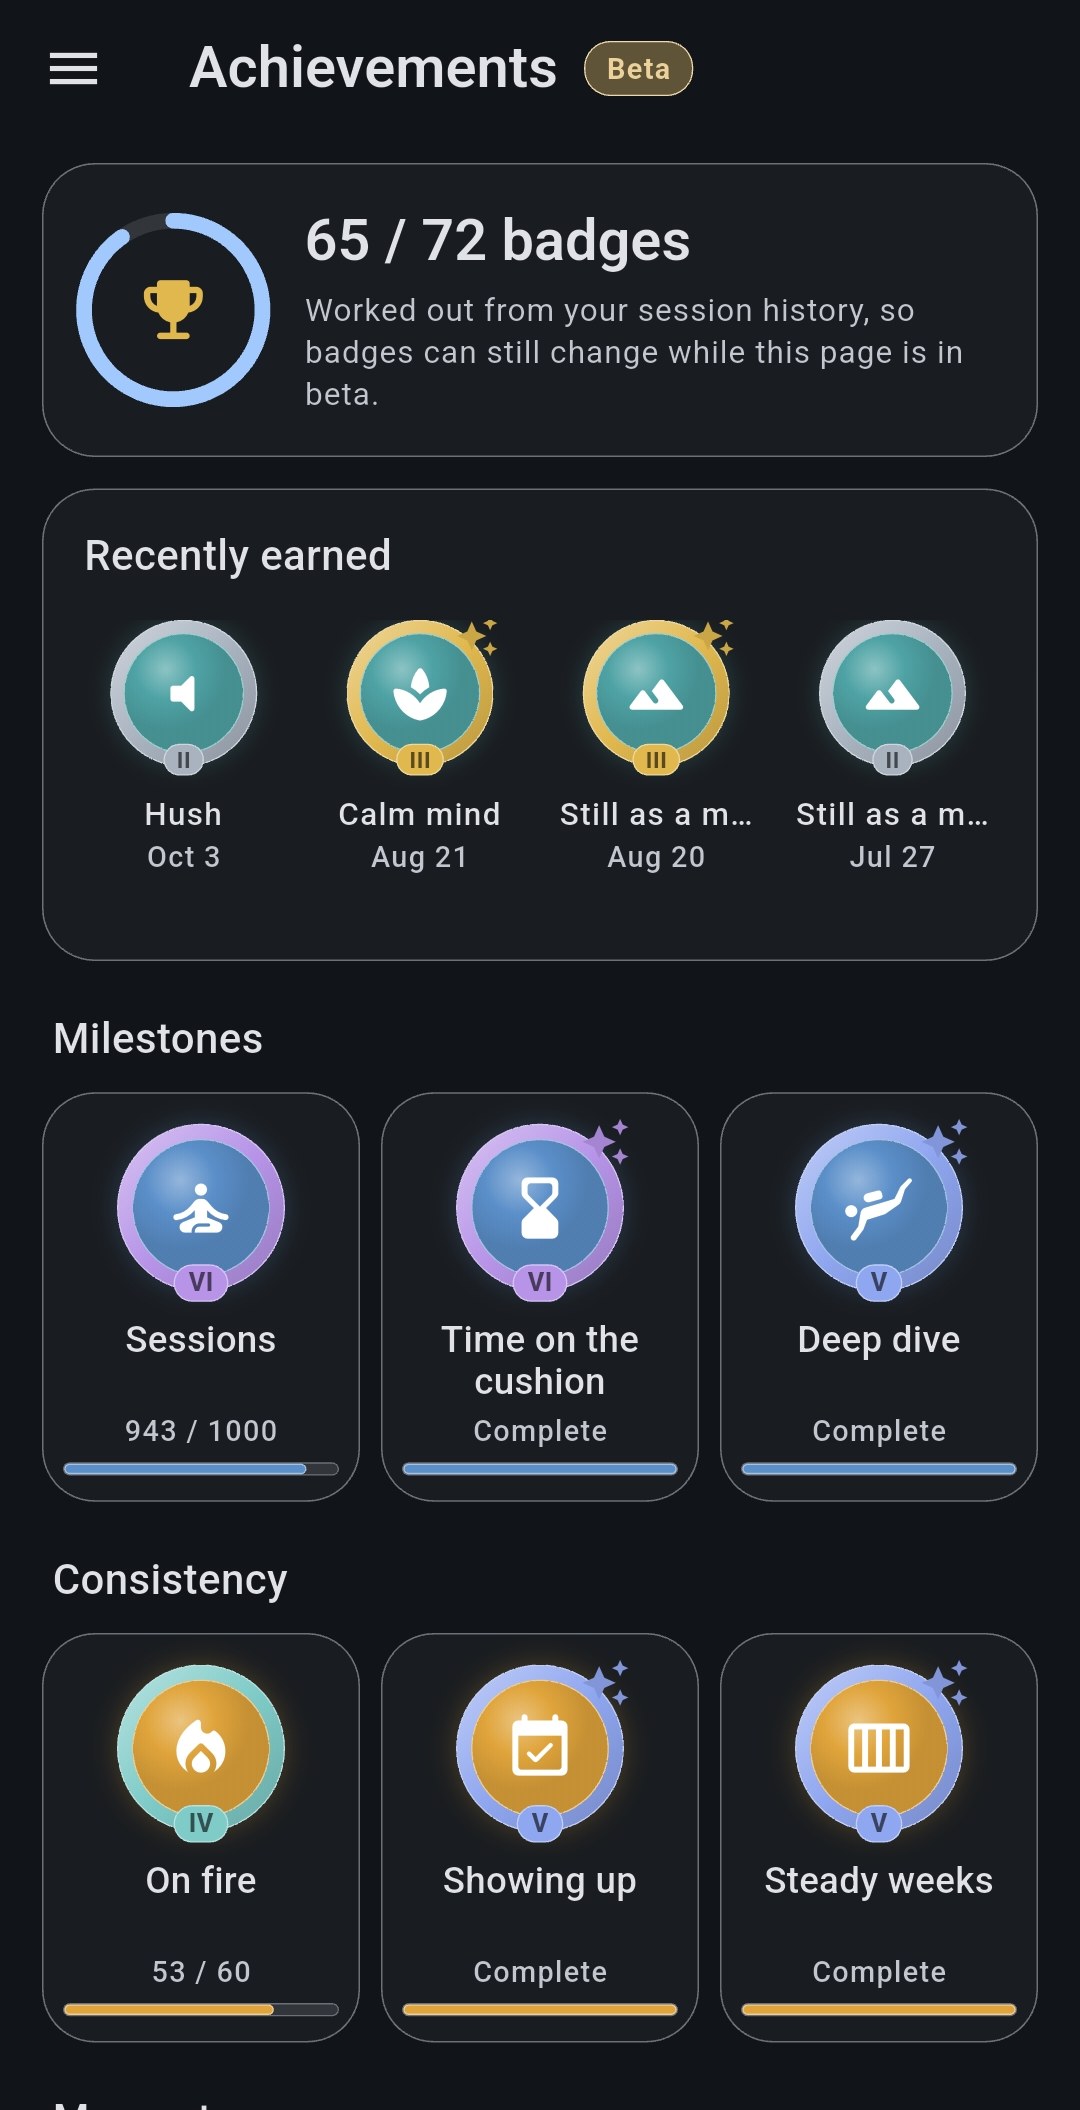 Achievements Beta
65 / 72 badges
Worked out from your session history, so
badges can still change while this page is in
beta.
Recently earned
II III III II
Hush Calm mind Still as a m... Still as a m...
Oct 3 Aug 21 Aug 20 Jul 27
Milestones
VI
Sessions
943 / 1000
VI
Time on the
cushion
Complete
V
Deep dive
Complete
Consistency
IV
On fire
53 / 60
V
Showing up
Complete
V
Steady weeks
Complete